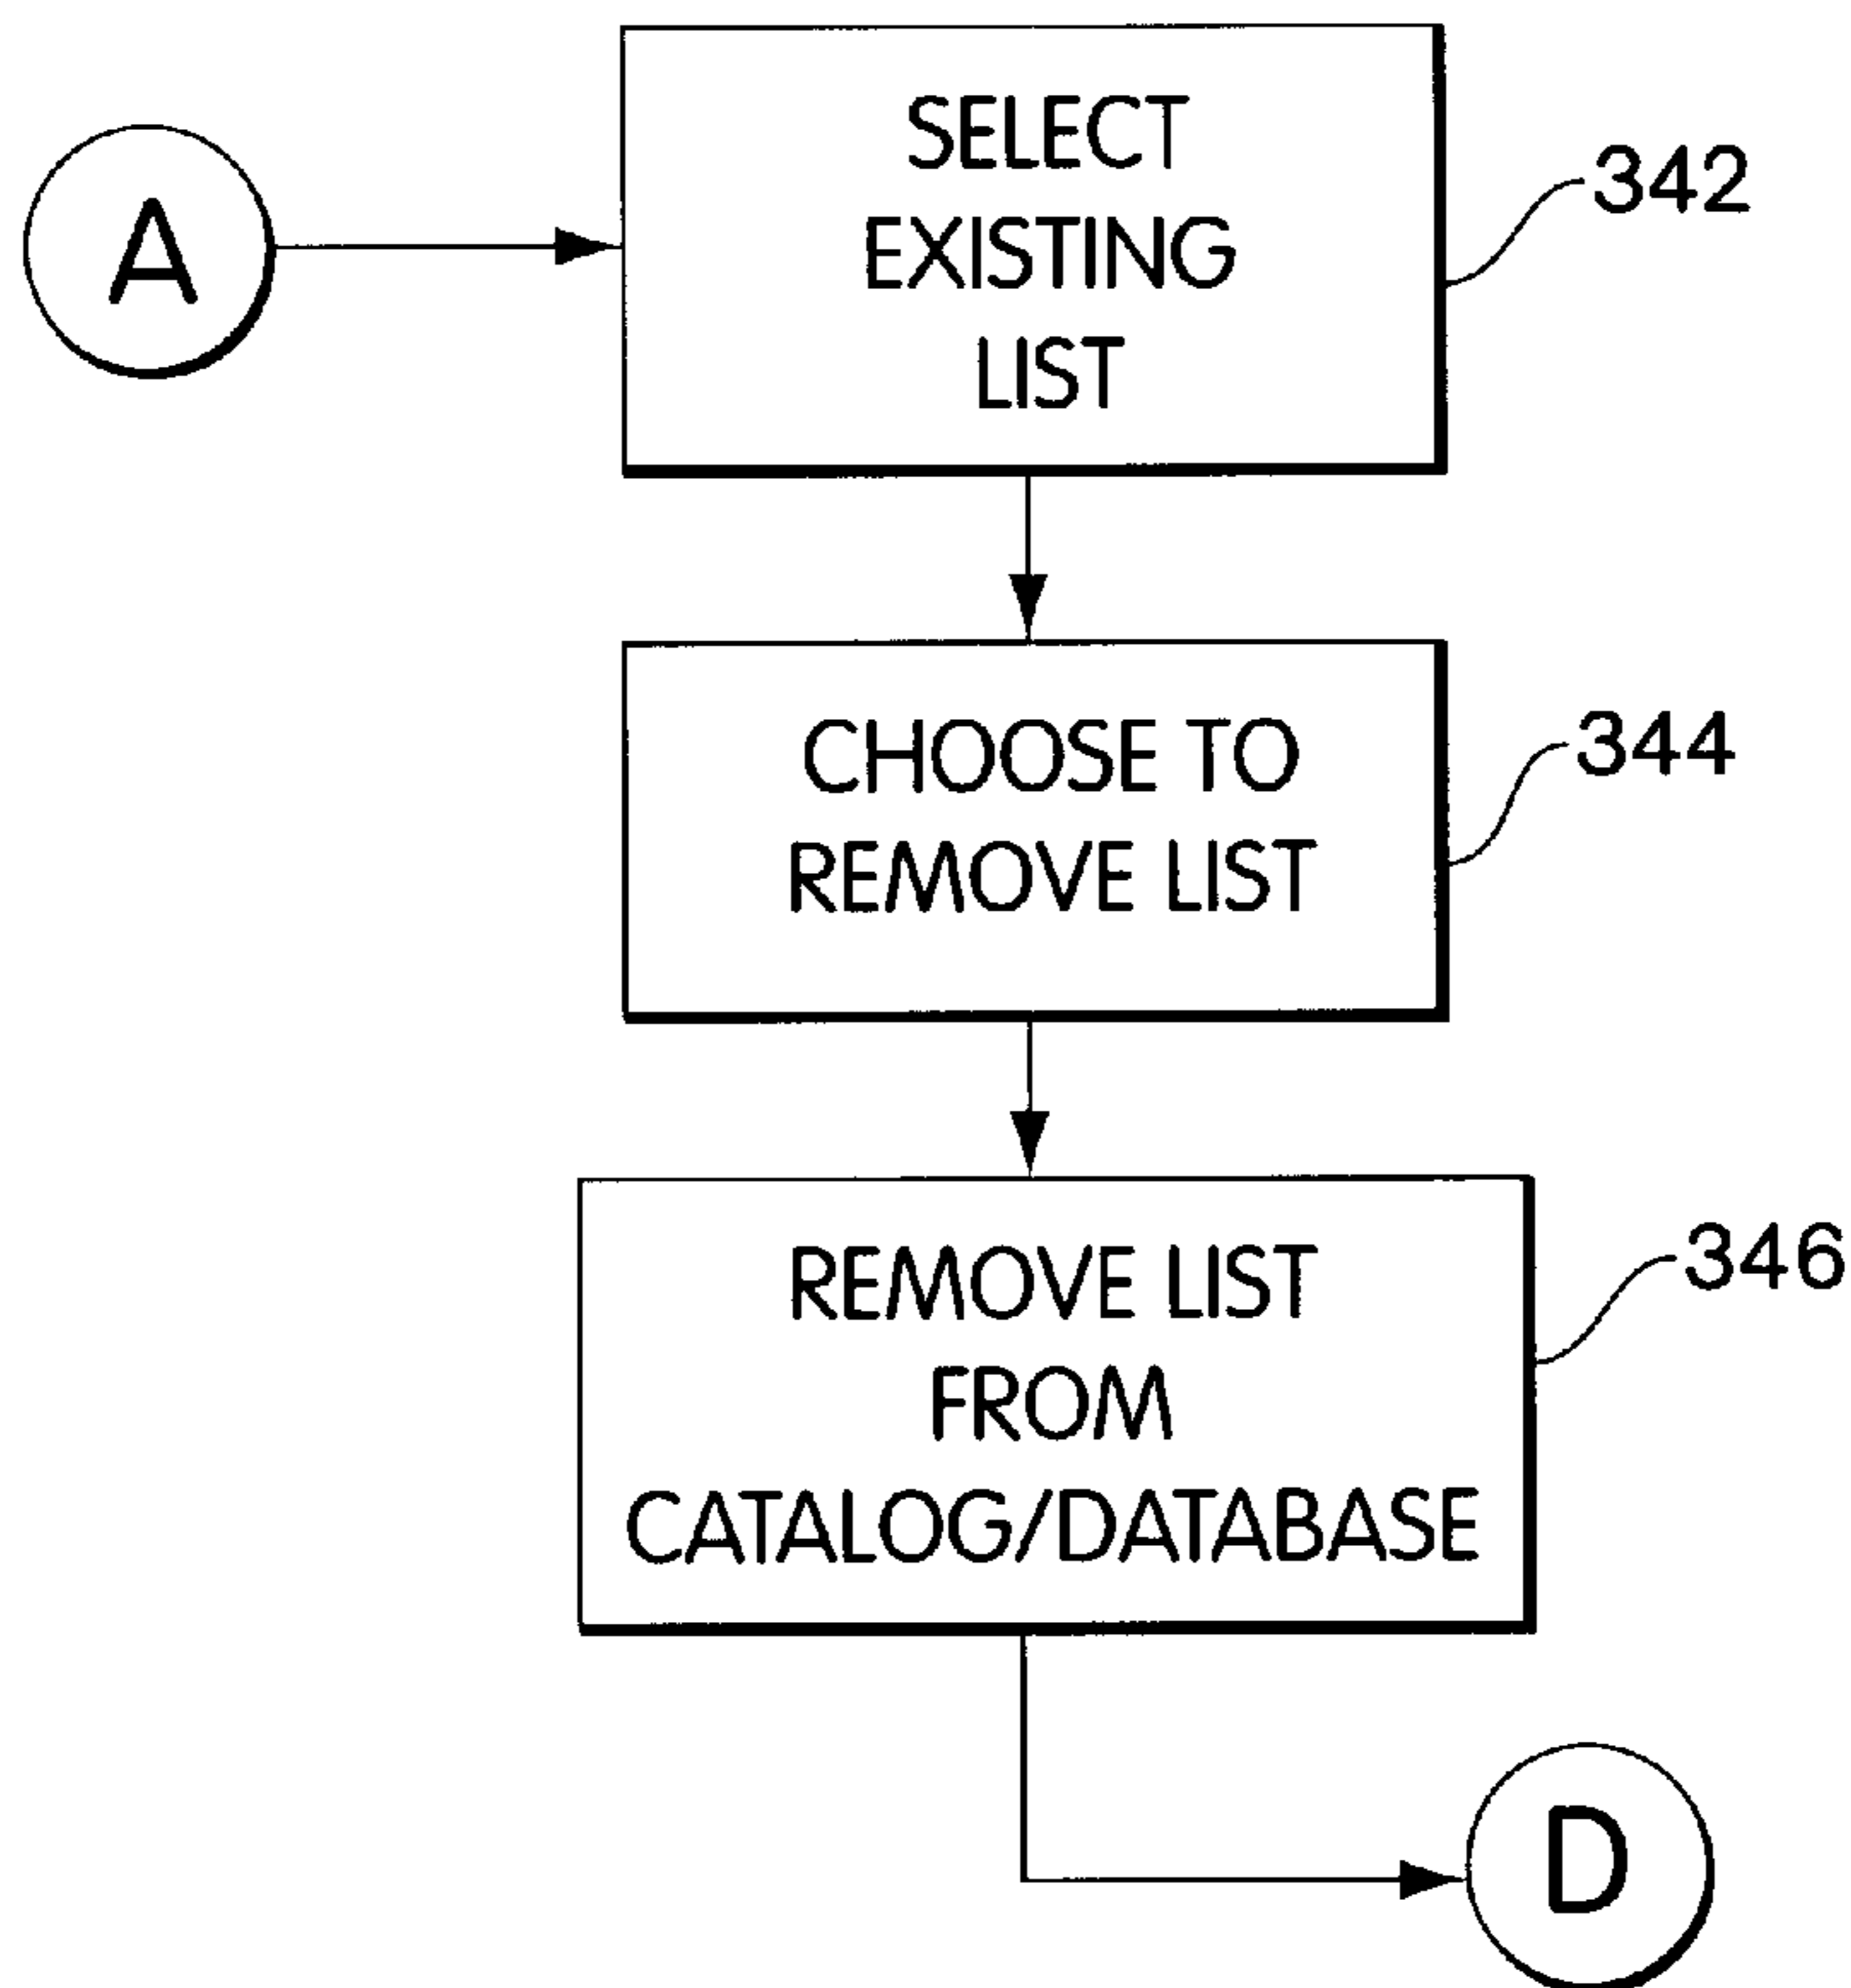 A
SELECT
EXISTING
LIST
342
CHOOSE TO
REMOVE LIST
344
REMOVE LIST
FROM
CATALOG/DATABASE
346
D